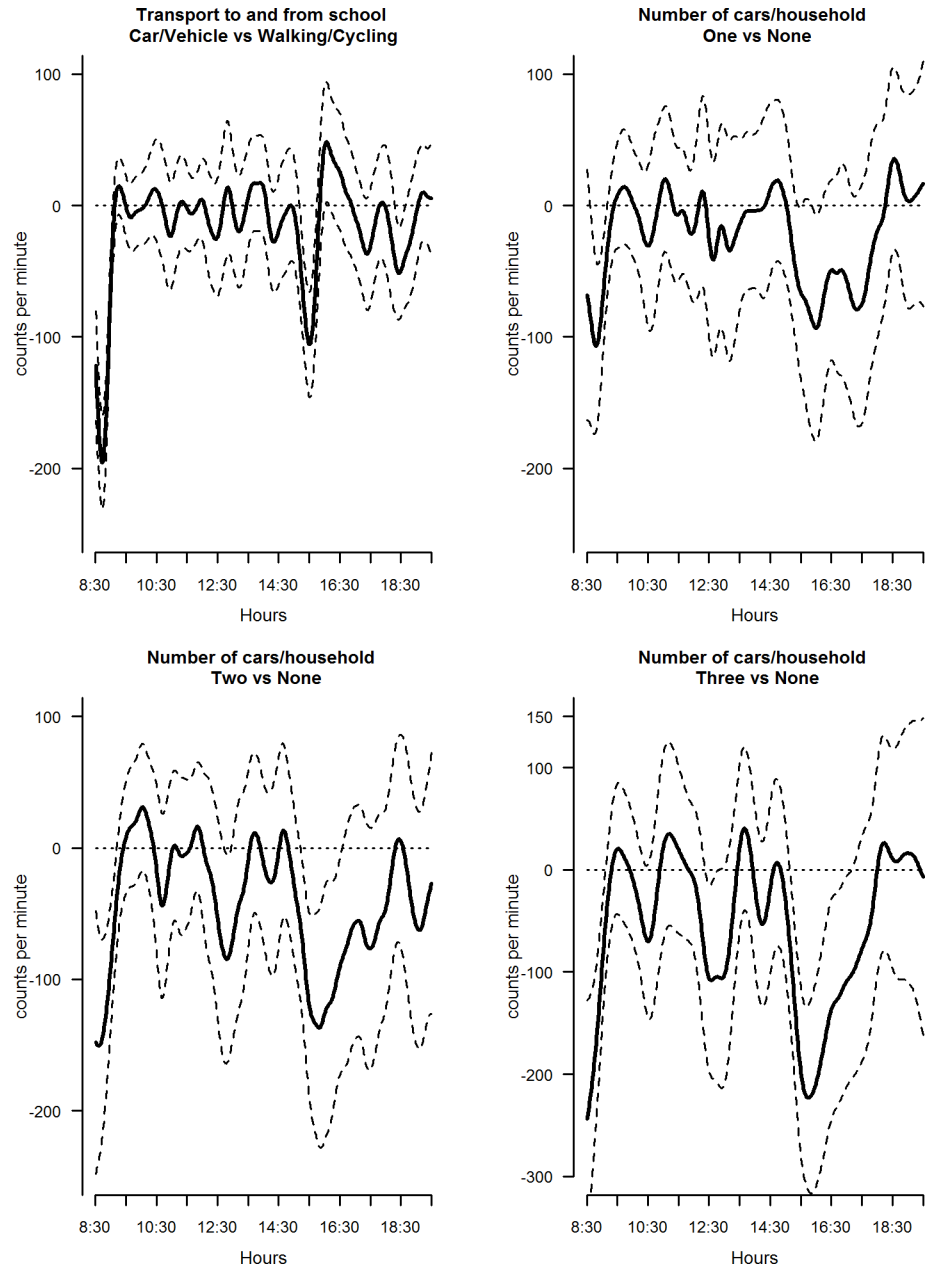 Transport to and from school
Car/Vehicle vs Walking/Cycling
100
0
-100
-200
counts per minute
8:30 10:30 12:30 14:30 16:30 18:30
Hours
Number of cars/household
One vs None
100
0
-100
-200
counts per minute
8:30 10:30 12:30 14:30 16:30 18:30
Hours
Number of cars/household
Two vs None
100
0
-100
-200
counts per minute
8:30 10:30 12:30 14:30 16:30 18:30
Hours
Number of cars/household
Three vs None
150
100
0
-100
-200
-300
counts per minute
8:30 10:30 12:30 14:30 16:30 18:30
Hours